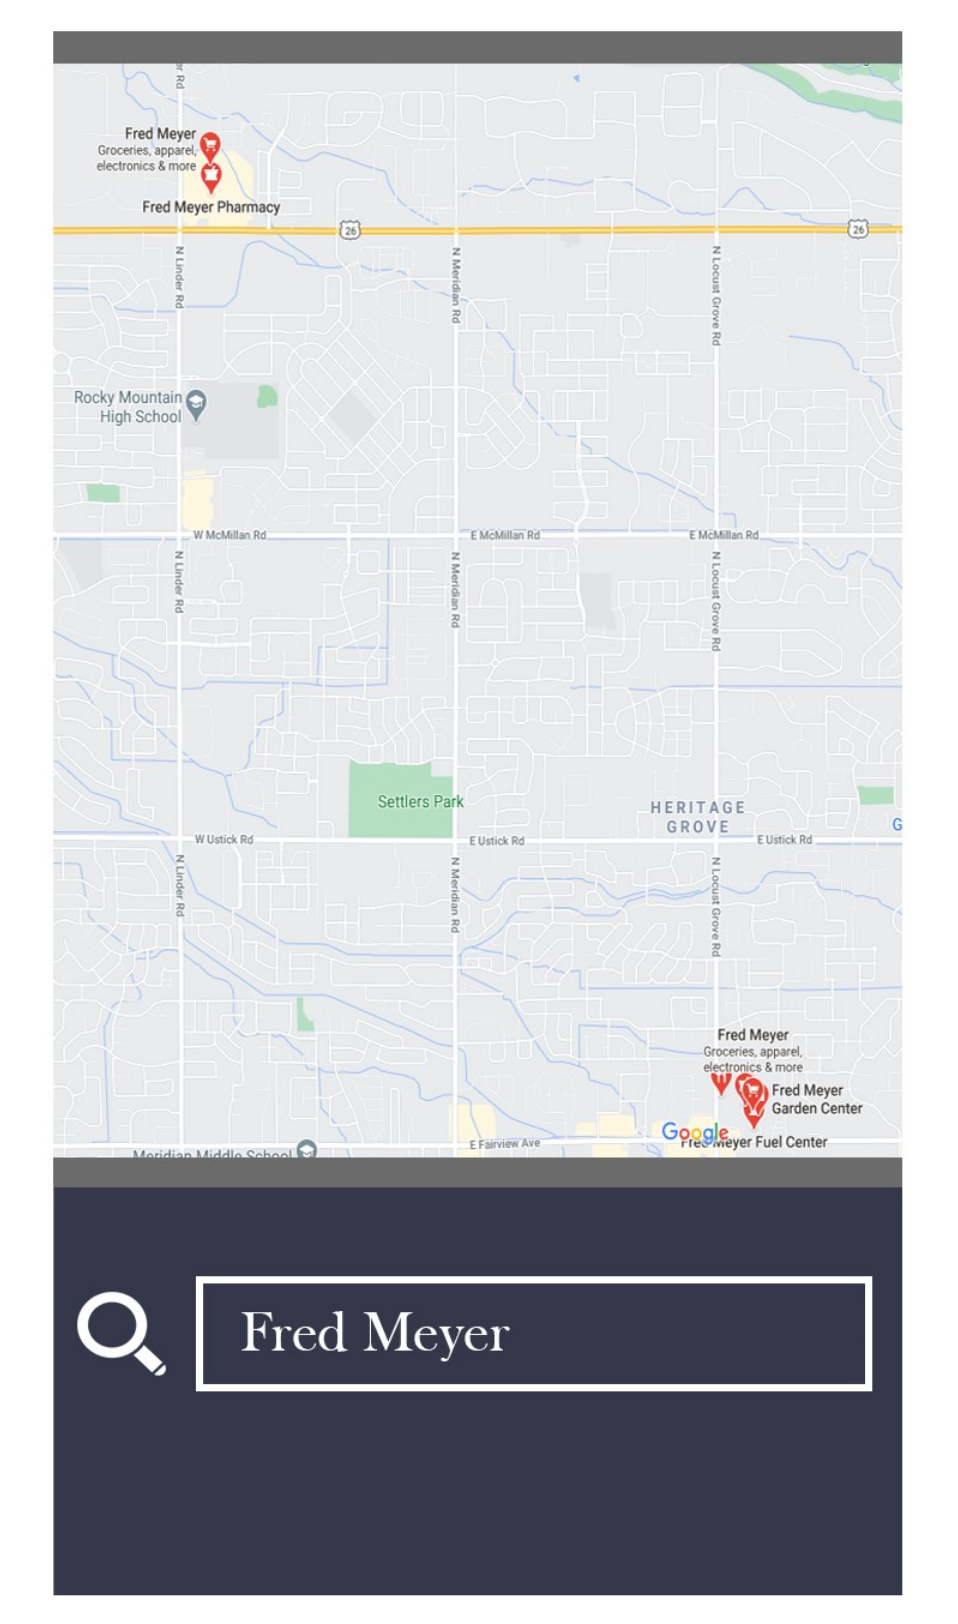 er Rd
Fred Meyer
Groceries, apparel,
electronics & more
Fred Meyer Pharmacy
26
26
N Linder Rd
N Meridian Rd
N Locust Grove Rd
Rocky Mountain
High School
W McMillan Rd
E McMillan Rd
E McMillan Rd
N Linder Rd
N Meridian Rd
N Locust Grove Rd
Settlers Park
HERITAGE
GROVE
G
W Ustick Rd
E Ustick Rd
E Ustick Rd
N Linder Rd
N Meridian Rd
N Locust Grove Rd
Fred Meyer
Groceries, apparel,
electronics & more
Fred Meyer
Garden Center
Google
Fred Meyer Fuel Center
E Fairview Ave
Meridian Middle School
Fred Meyer